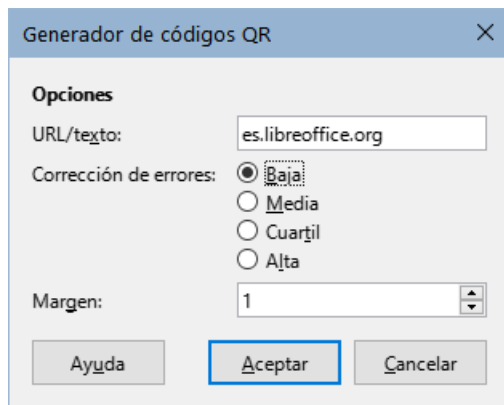 Generador de códigos QR
Opciones
URL/texto: es.libreoffice.org
Corrección de errores: Baja
Media
Cuartil
Alta
Margen: 1
Ayuda Aceptar Cancelar